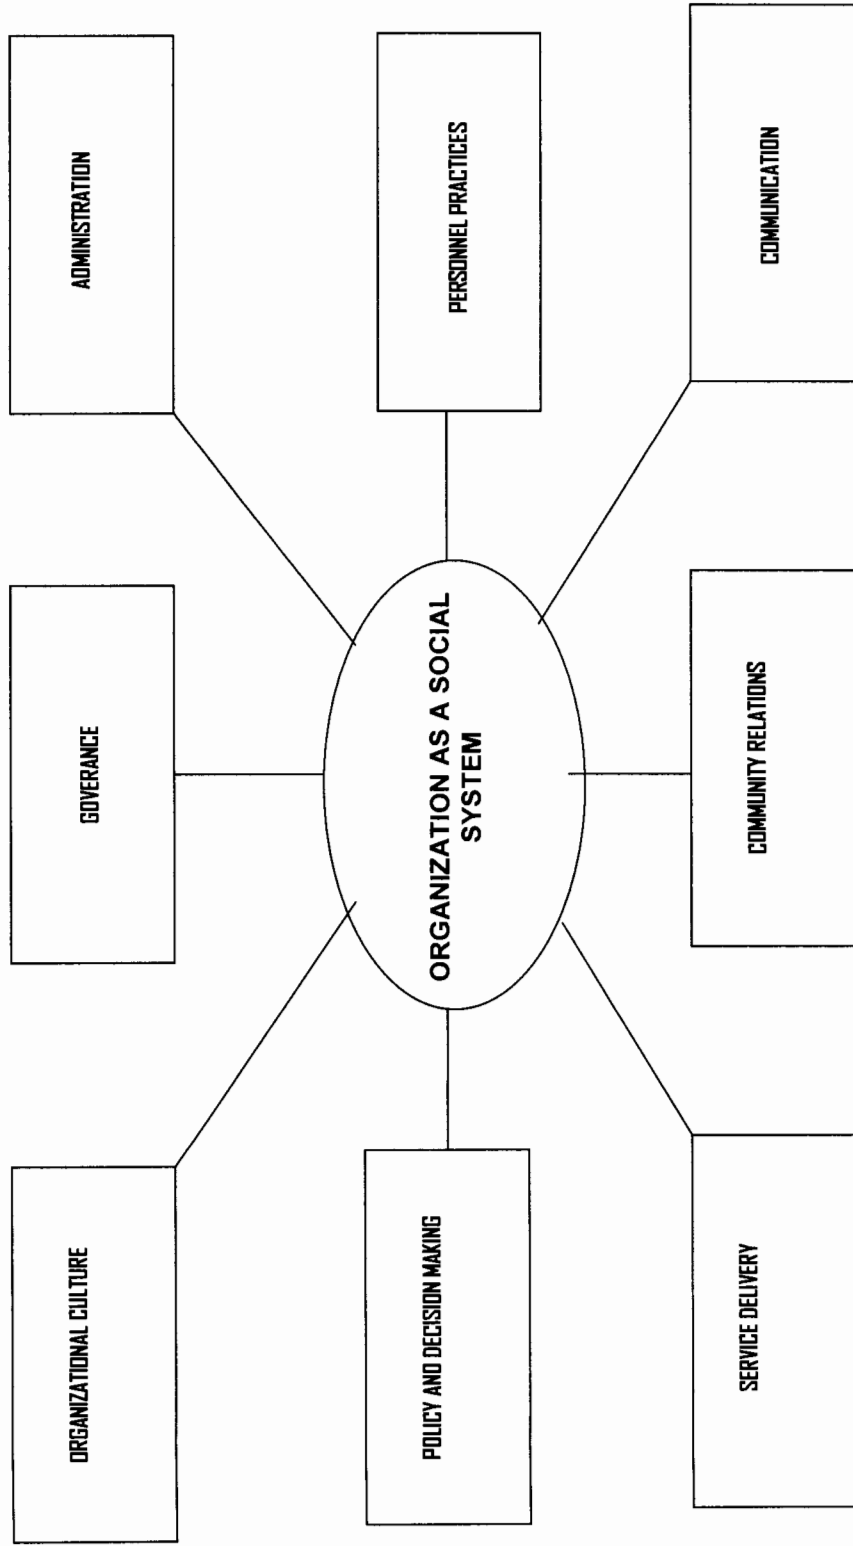 ORGANIZATIONAL CULTURE
GOVERANCE
ADMINISTRATION
POLICY AND DECISION MAKING
ORGANIZATION AS A SOCIAL
SYSTEM
PERSONNEL PRACTICES
SERVICE DELIVERY
COMMUNITY RELATIONS
COMMUNICATION